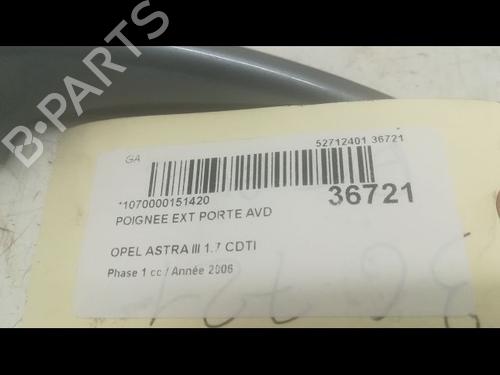 B-PARTS
GA
52712401 36721
*1070000151420
36721
POIGNEE EXT PORTE AVD
OPEL ASTRA III 1.7 CDTI
Phase 1 cc / Année 2006